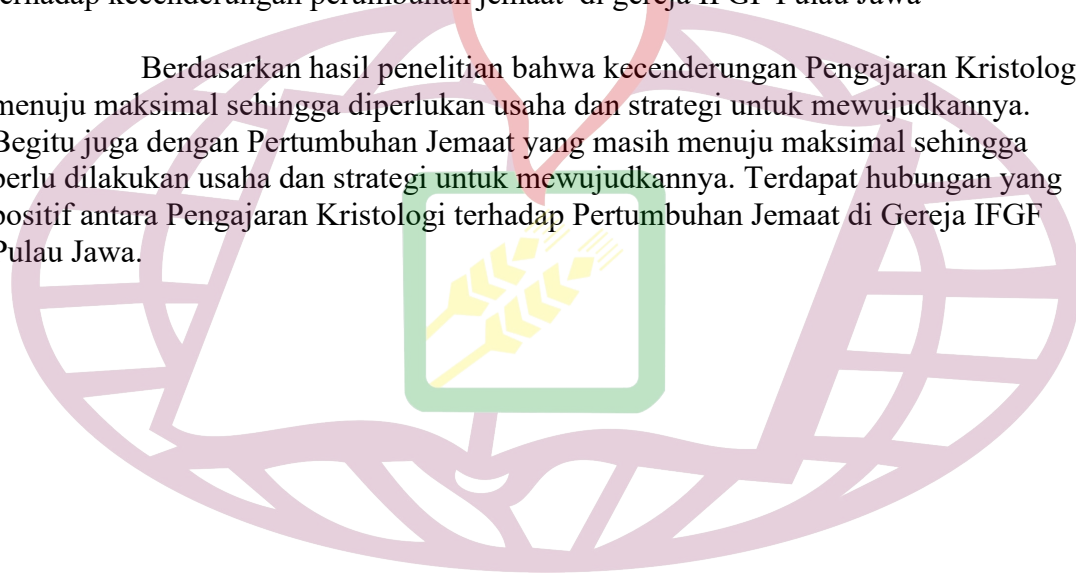 terhadap kecenderungan pertumbuhan jemaat di gereja IFGF Pulau Jawa
Berdasarkan hasil penelitian bahwa kecenderungan Pengajaran Kristolog
menuju maksimal sehingga diperlukan usaha dan strategi untuk mewujudkannya.
Begitu juga dengan Pertumbuhan Jemaat yang masih menuju maksimal sehingga
perlu dilakukan usaha dan strategi untuk mewujudkannya. Terdapat hubungan yang
positif antara Pengajaran Kristologi terhadap Pertumbuhan Jemaat di Gereja IFGF
Pulau Jawa.